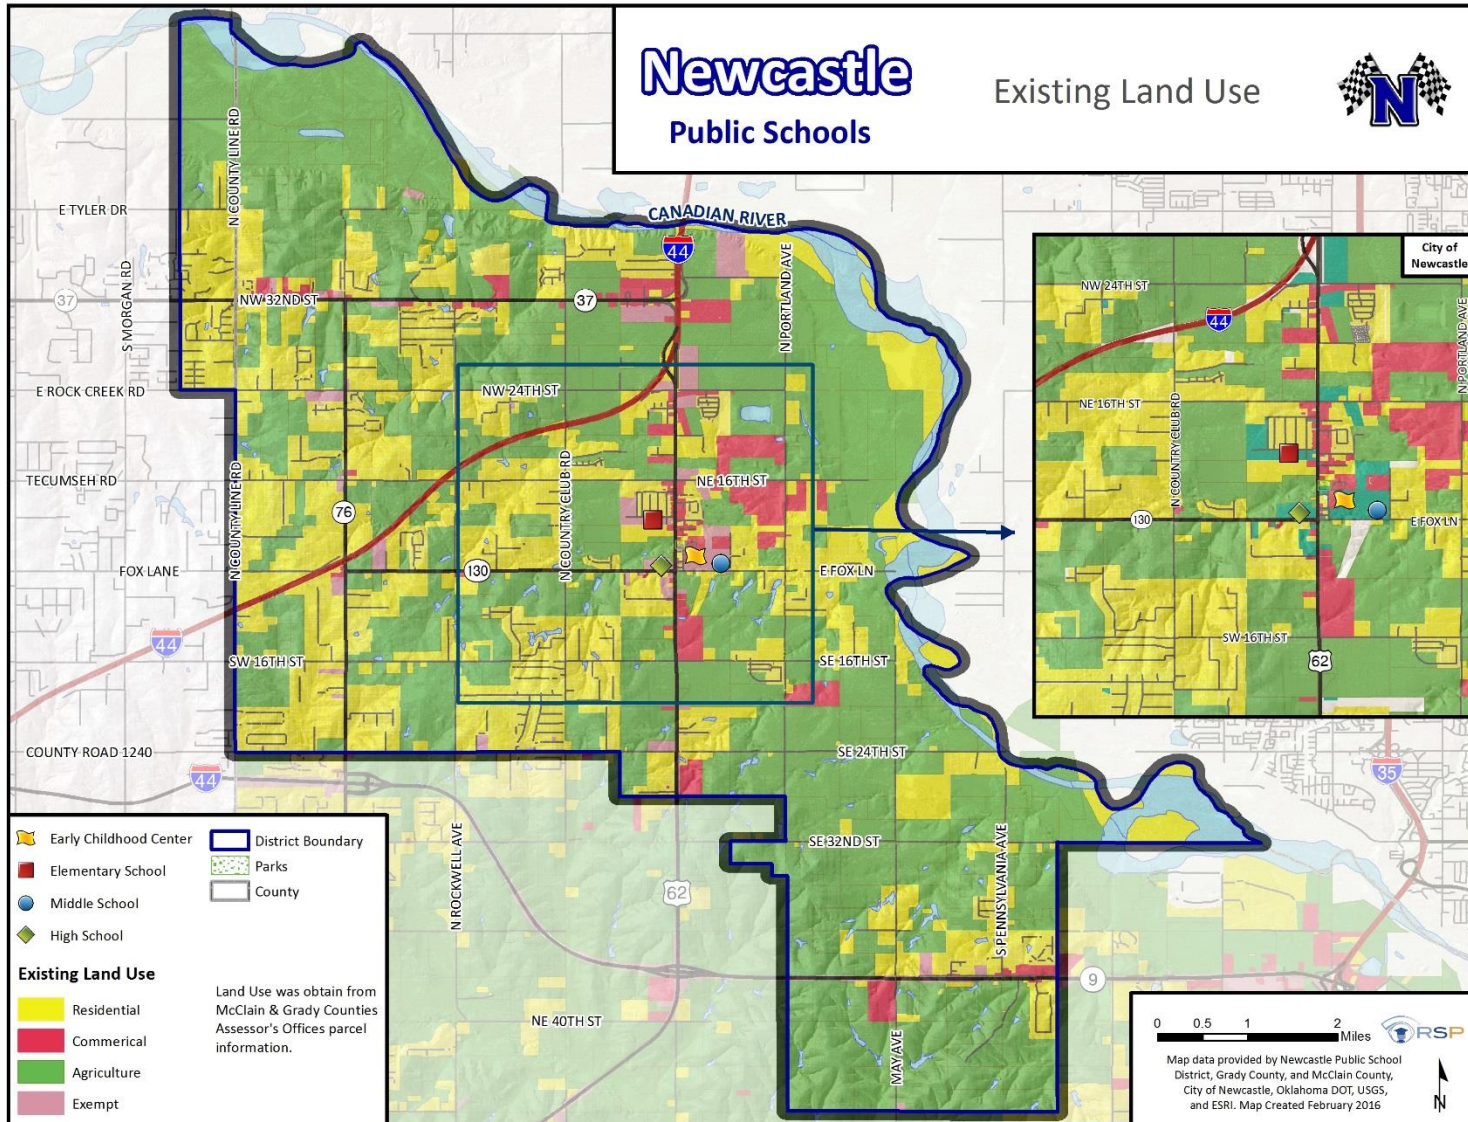 Newcastle
Public Schools
Existing Land Use
N
CANADIAN RIVER
N COUNTY LINE RD
E TYLER DR
S MORGAN RD
37
NW 32ND ST
37
44
N PORTLAND AVE
E ROCK CREEK RD
NW 24TH ST
TECUMSEH RD
N COUNTY LINE RD
76
N COUNTRY CLUB RD
NE 16TH ST
FOX LANE
130
E FOX LN
44
SW 16TH ST
SE 16TH ST
COUNTY ROAD 1240
44
SE 24TH ST
N ROCKWELL AVE
SE 32ND ST
62
S PENNSYLVANIA AVE
9
NE 40TH ST
MAY AVE
35
City of
Newcastle
NW 24TH ST
44
N PORTLAND AVE
NE 16TH ST
N COUNTRY CLUB RD
130
E FOX LN
SW 16TH ST
62
Early Childhood Center
Elementary School
Middle School
High School
District Boundary
Parks
County
Existing Land Use
Residential
Commerical
Agriculture
Exempt
Land Use was obtain from
McClain & Grady Counties
Assessor's Offices parcel
information.
0 0.5 1 2
Miles
RSP
Map data provided by Newcastle Public School
District, Grady County, and McClain County,
City of Newcastle, Oklahoma DOT, USGS,
and ESRI. Map Created February 2016
N